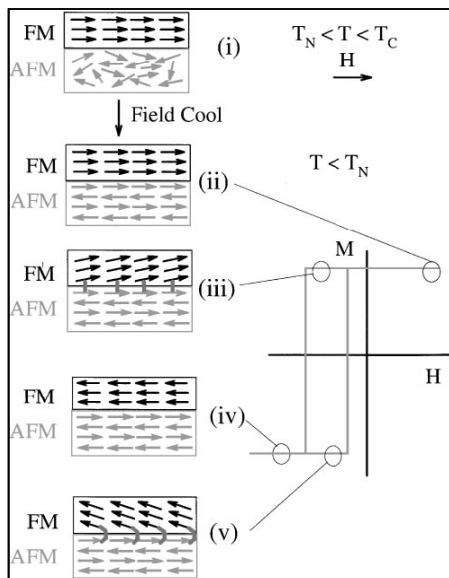 FM
AFM
(i)
T_N < T < T_C
H
Field Cool
FM
AFM
(ii)
T < T_N
FM
AFM
(iii)
M
H
FM
AFM
(iv)
FM
AFM
(v)